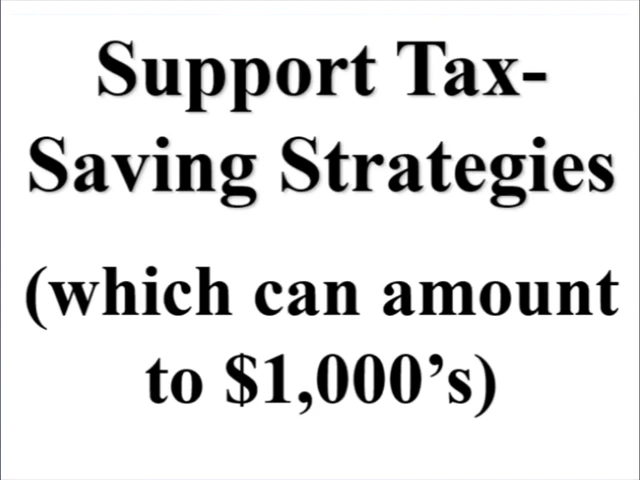 Support Tax-
Saving Strategies
(which can amount
to $1,000’s)